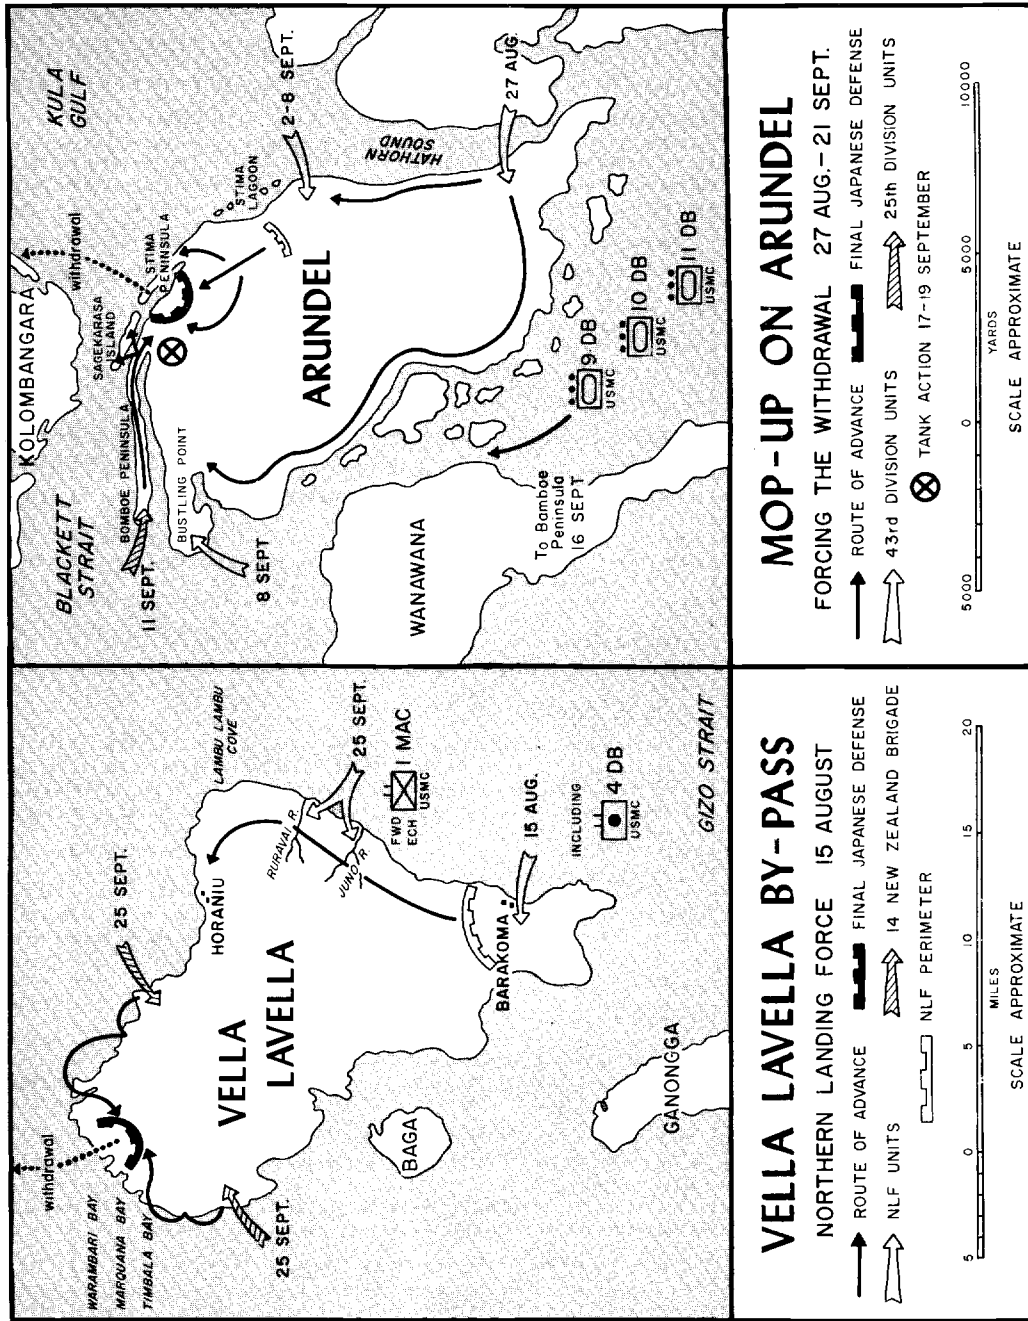 VELLA LAVELLA BY-PASS
NORTHERN LANDING FORCE 15 AUGUST
ROUTE OF ADVANCE
FINAL JAPANESE DEFENSE
NLF UNITS
14 NEW ZEALAND BRIGADE
NLF PERIMETER
5 0 5 10 15 20
MILES
SCALE APPROXIMATE
withdrawal
WARAMBARI BAY
MARQUANA BAY
TIMBALA BAY
25 SEPT.
25 SEPT.
LAMBU LAMBU
COVE
HORANIU
VELLA
LAVELLA
RURAVAI R.
JUNO R.
25 SEPT.
FWD
ECH
1 MAC
USMC
BARAKOMA
15 AUG.
INCLUDING
4 DB
USMC
BAGA
GANONGGA
GIZO STRAIT
MOP-UP ON ARUNDEL
FORCING THE WITHDRAWAL 27 AUG.-21 SEPT.
ROUTE OF ADVANCE
FINAL JAPANESE DEFENSE
43rd DIVISION UNITS
25th DIVISION UNITS
TANK ACTION 17-19 SEPTEMBER
5000 0 5000 10000
YARDS
SCALE APPROXIMATE
KULA
GULF
KOLOMBANGARA
BLACKETT
STRAIT
withdrawal
SAGEKARASA
ISLAND
STIMA
PENINSULA
STIMA
LAGOON
2-8 SEPT.
BOMBOE PENINSULA
11 SEPT.
BUSTLING POINT
8 SEPT
ARUNDEL
HATHORN
SOUND
27 AUG.
WANAWANA
To Bomboe
Peninsula
16 SEPT
9 DB
USMC
10 DB
USMC
11 DB
USMC